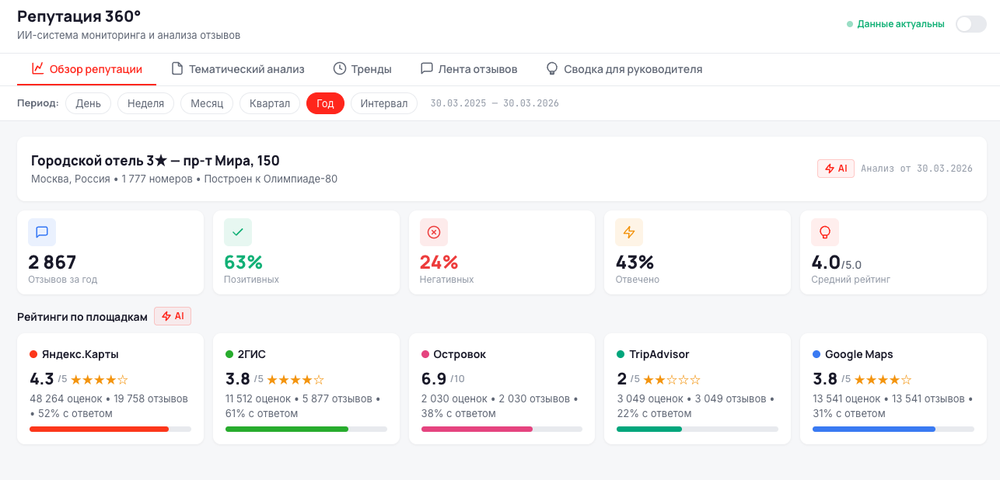 Репутация 360°
ИИ-система мониторинга и анализа отзывов
Данные актуальны
Обзор репутации
Тематический анализ
Тренды
Лента отзывов
Сводка для руководителя
Период:
День
Неделя
Месяц
Квартал
Год
Интервал
30.03.2025 — 30.03.2026
Городской отель 3★ — пр-т Мира, 150
Москва, Россия • 1 777 номеров • Построен к Олимпиаде-80
AI
Анализ от 30.03.2026
2 867
Отзывов за год
63%
Позитивных
24%
Негативных
43%
Отвечено
4.0/5.0
Средний рейтинг
Рейтинги по площадкам
AI
Яндекс.Карты
4.3 /5 ★★★★☆
48 264 оценок • 19 758 отзывов
• 52% с ответом
2ГИС
3.8 /5 ★★★★☆
11 512 оценок • 5 877 отзывов •
61% с ответом
Островок
6.9 /10
2 030 оценок • 2 030 отзывов •
38% с ответом
TripAdvisor
2 /5 ★★☆☆☆
3 049 оценок • 3 049 отзывов •
22% с ответом
Google Maps
3.8 /5 ★★★★☆
13 541 оценок • 13 541 отзывов •
31% с ответом